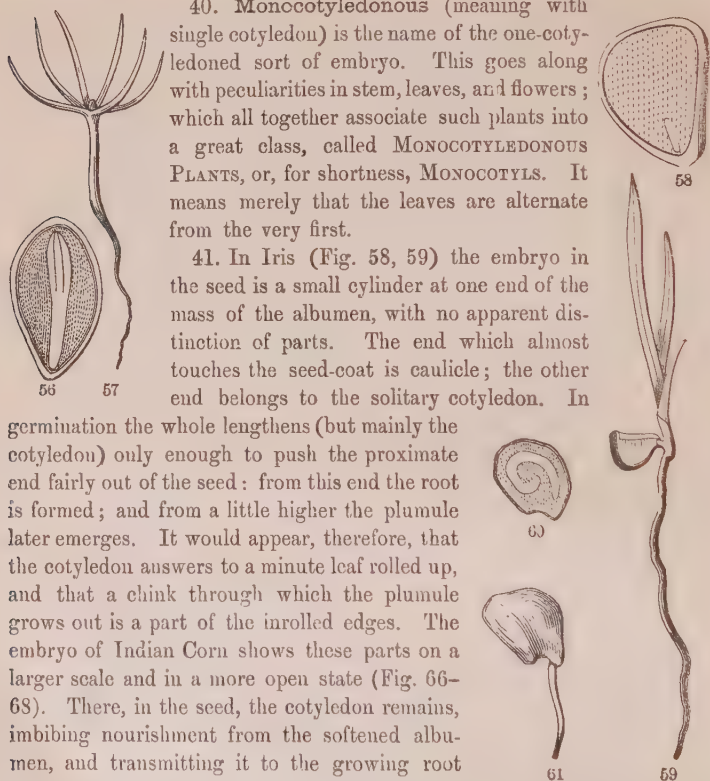 40. Monocotyledonous (meaning with
single cotyledon) is the name of the one-coty-
ledoned sort of embryo. This goes along
with peculiarities in stem, leaves, and flowers;
which all together associate such plants into
a great class, called MONOCOTYLEDONOUS
PLANTS, or, for shortness, MONOCOTYLS. It
means merely that the leaves are alternate
from the very first.
58
41. In Iris (Fig. 58, 59) the embryo in
the seed is a small cylinder at one end of the
mass of the albumen, with no apparent dis-
tinction of parts. The end which almost
touches the seed-coat is caulicle; the other
end belongs to the solitary cotyledon. In
56 57
germination the whole lengthens (but mainly the
cotyledon) only enough to push the proximate
end fairly out of the seed: from this end the root
is formed; and from a little higher the plumule
later emerges. It would appear, therefore, that
the cotyledon answers to a minute leaf rolled up,
and that a chink through which the plumule
grows out is a part of the inrolled edges. The
embryo of Indian Corn shows these parts on a
larger scale and in a more open state (Fig. 66–
68). There, in the seed, the cotyledon remains,
imbibing nourishment from the softened albu-
men, and transmitting it to the growing root
60
61
59